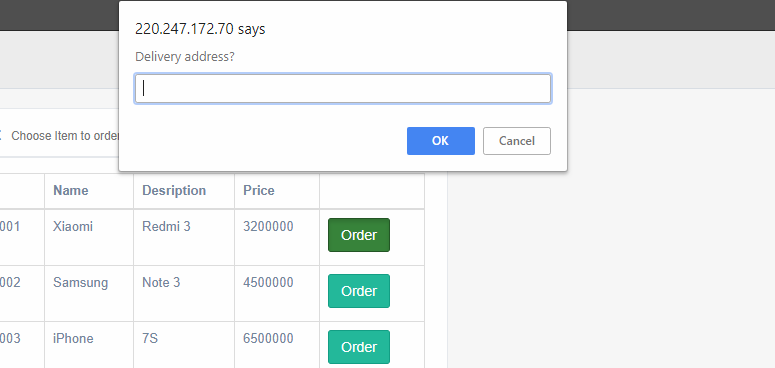 220.247.172.70 says
Delivery address?
OK Cancel
Choose Item to order
Name Desription Price
001 Xiaomi Redmi 3 3200000 Order
002 Samsung Note 3 4500000 Order
003 iPhone 7S 6500000 Order